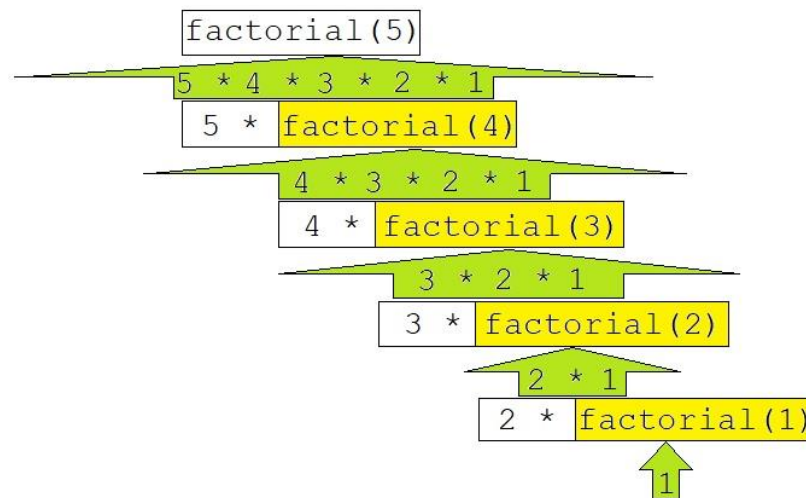 factorial(5)
5 * 4 * 3 * 2 * 1
5 * factorial(4)
4 * 3 * 2 * 1
4 * factorial(3)
3 * 2 * 1
3 * factorial(2)
2 * 1
2 * factorial(1)
1